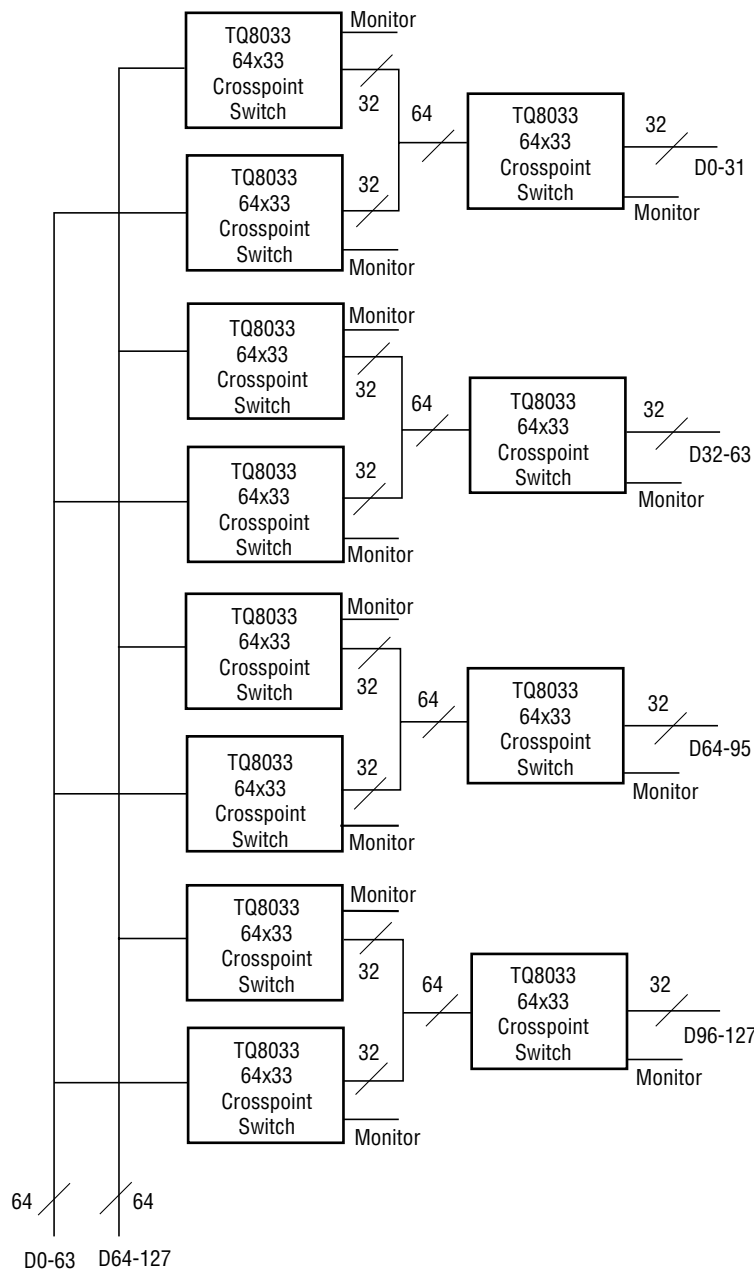 Monitor
TQ8033
64x33
Crosspoint
Switch
32
64
TQ8033
64x33
Crosspoint
Switch
32
D0-31
Monitor
TQ8033
64x33
Crosspoint
Switch
32
Monitor
Monitor
TQ8033
64x33
Crosspoint
Switch
32
64
TQ8033
64x33
Crosspoint
Switch
32
D32-63
Monitor
TQ8033
64x33
Crosspoint
Switch
32
Monitor
Monitor
TQ8033
64x33
Crosspoint
Switch
32
64
TQ8033
64x33
Crosspoint
Switch
32
D64-95
Monitor
TQ8033
64x33
Crosspoint
Switch
32
Monitor
Monitor
TQ8033
64x33
Crosspoint
Switch
32
64
TQ8033
64x33
Crosspoint
Switch
32
D96-127
Monitor
TQ8033
64x33
Crosspoint
Switch
32
Monitor
64
64
D0-63
D64-127